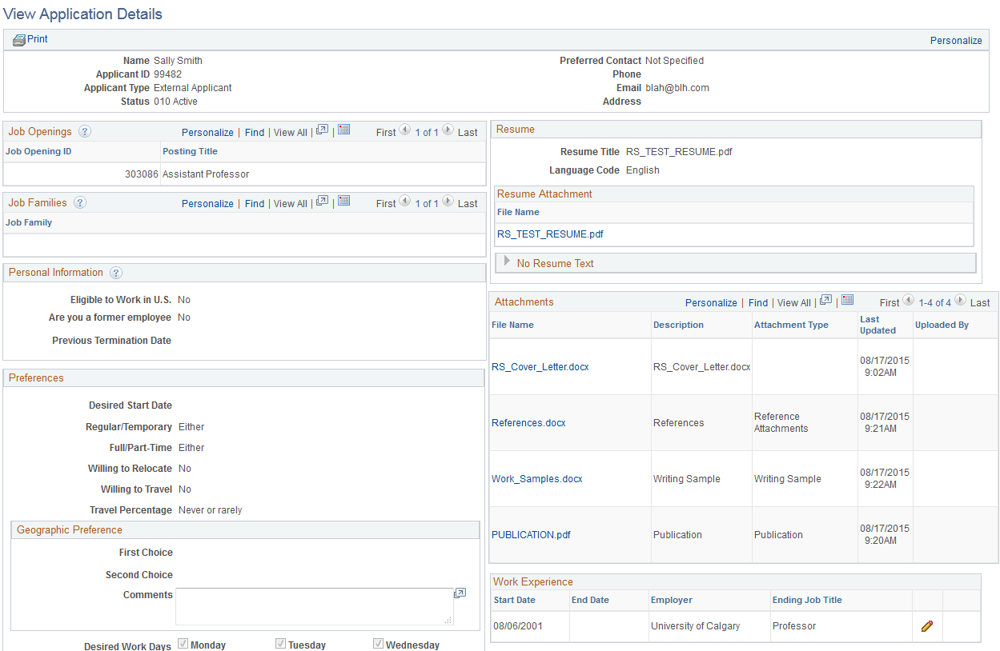 View Application Details
Print
Personalize
Name Sally Smith
Applicant ID 99482
Applicant Type External Applicant
Status 010 Active
Preferred Contact Not Specified
Phone
Email blah@blh.com
Address
Job Openings ? Personalize | Find | View All | | First 1 of 1 Last
Job Opening ID Posting Title
303086 Assistant Professor
Job Families ? Personalize | Find | View All | | First 1 of 1 Last
Job Family
Personal Information ?
Eligible to Work in U.S. No
Are you a former employee No
Previous Termination Date
Preferences
Desired Start Date
Regular/Temporary Either
Full/Part-Time Either
Willing to Relocate No
Willing to Travel No
Travel Percentage Never or rarely
Geographic Preference
First Choice
Second Choice
Comments
Desired Work Days Monday Tuesday Wednesday
Resume
Resume Title RS_TEST_RESUME.pdf
Language Code English
Resume Attachment
File Name
RS_TEST_RESUME.pdf
No Resume Text
Attachments Personalize | Find | View All | | First 1-4 of 4 Last
File Name Description Attachment Type Last Updated Uploaded By
RS_Cover_Letter.docx RS_Cover_Letter.docx 08/17/2015 9:02AM
References.docx References Reference Attachments 08/17/2015 9:21AM
Work_Samples.docx Writing Sample Writing Sample 08/17/2015 9:22AM
PUBLICATION.pdf Publication Publication 08/17/2015 9:20AM
Work Experience
Start Date End Date Employer Ending Job Title
08/06/2001 University of Calgary Professor